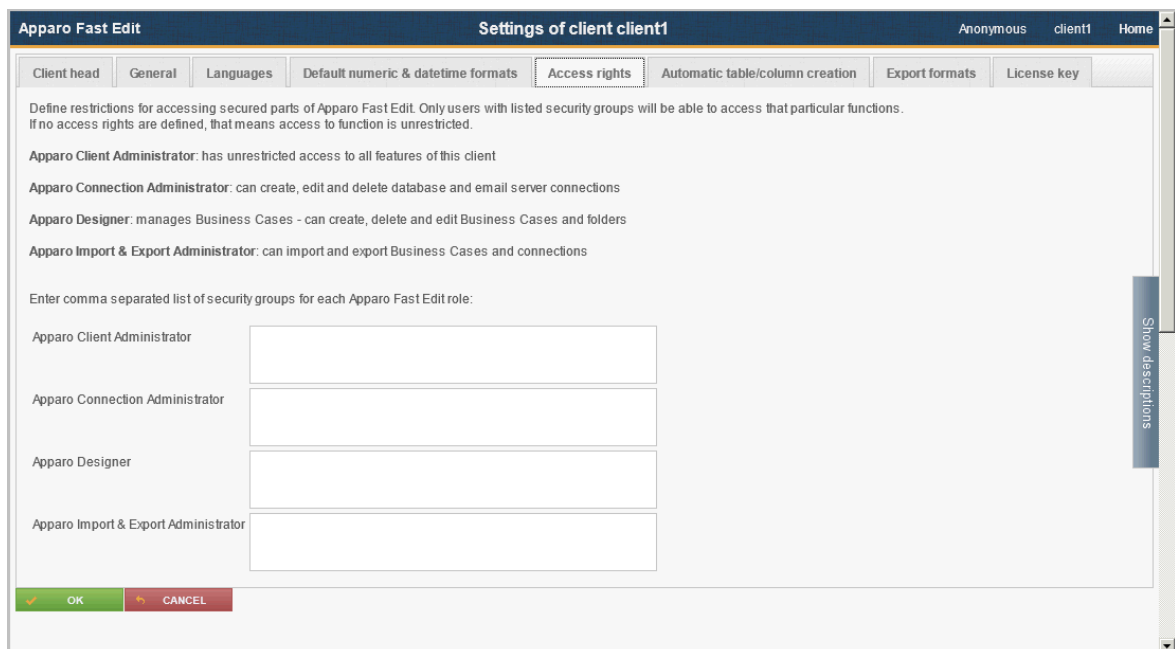 Apparo Fast Edit
Settings of client client1
Anonymous client1 Home
Client head General Languages Default numeric & datetime formats Access rights Automatic table/column creation Export formats License key
Define restrictions for accessing secured parts of Apparo Fast Edit. Only users with listed security groups will be able to access that particular functions.
If no access rights are defined, that means access to function is unrestricted.
Apparo Client Administrator: has unrestricted access to all features of this client
Apparo Connection Administrator: can create, edit and delete database and email server connections
Apparo Designer: manages Business Cases - can create, delete and edit Business Cases and folders
Apparo Import & Export Administrator: can import and export Business Cases and connections
Enter comma separated list of security groups for each Apparo Fast Edit role:
Apparo Client Administrator
Apparo Connection Administrator
Apparo Designer
Apparo Import & Export Administrator
Show descriptions
OK CANCEL